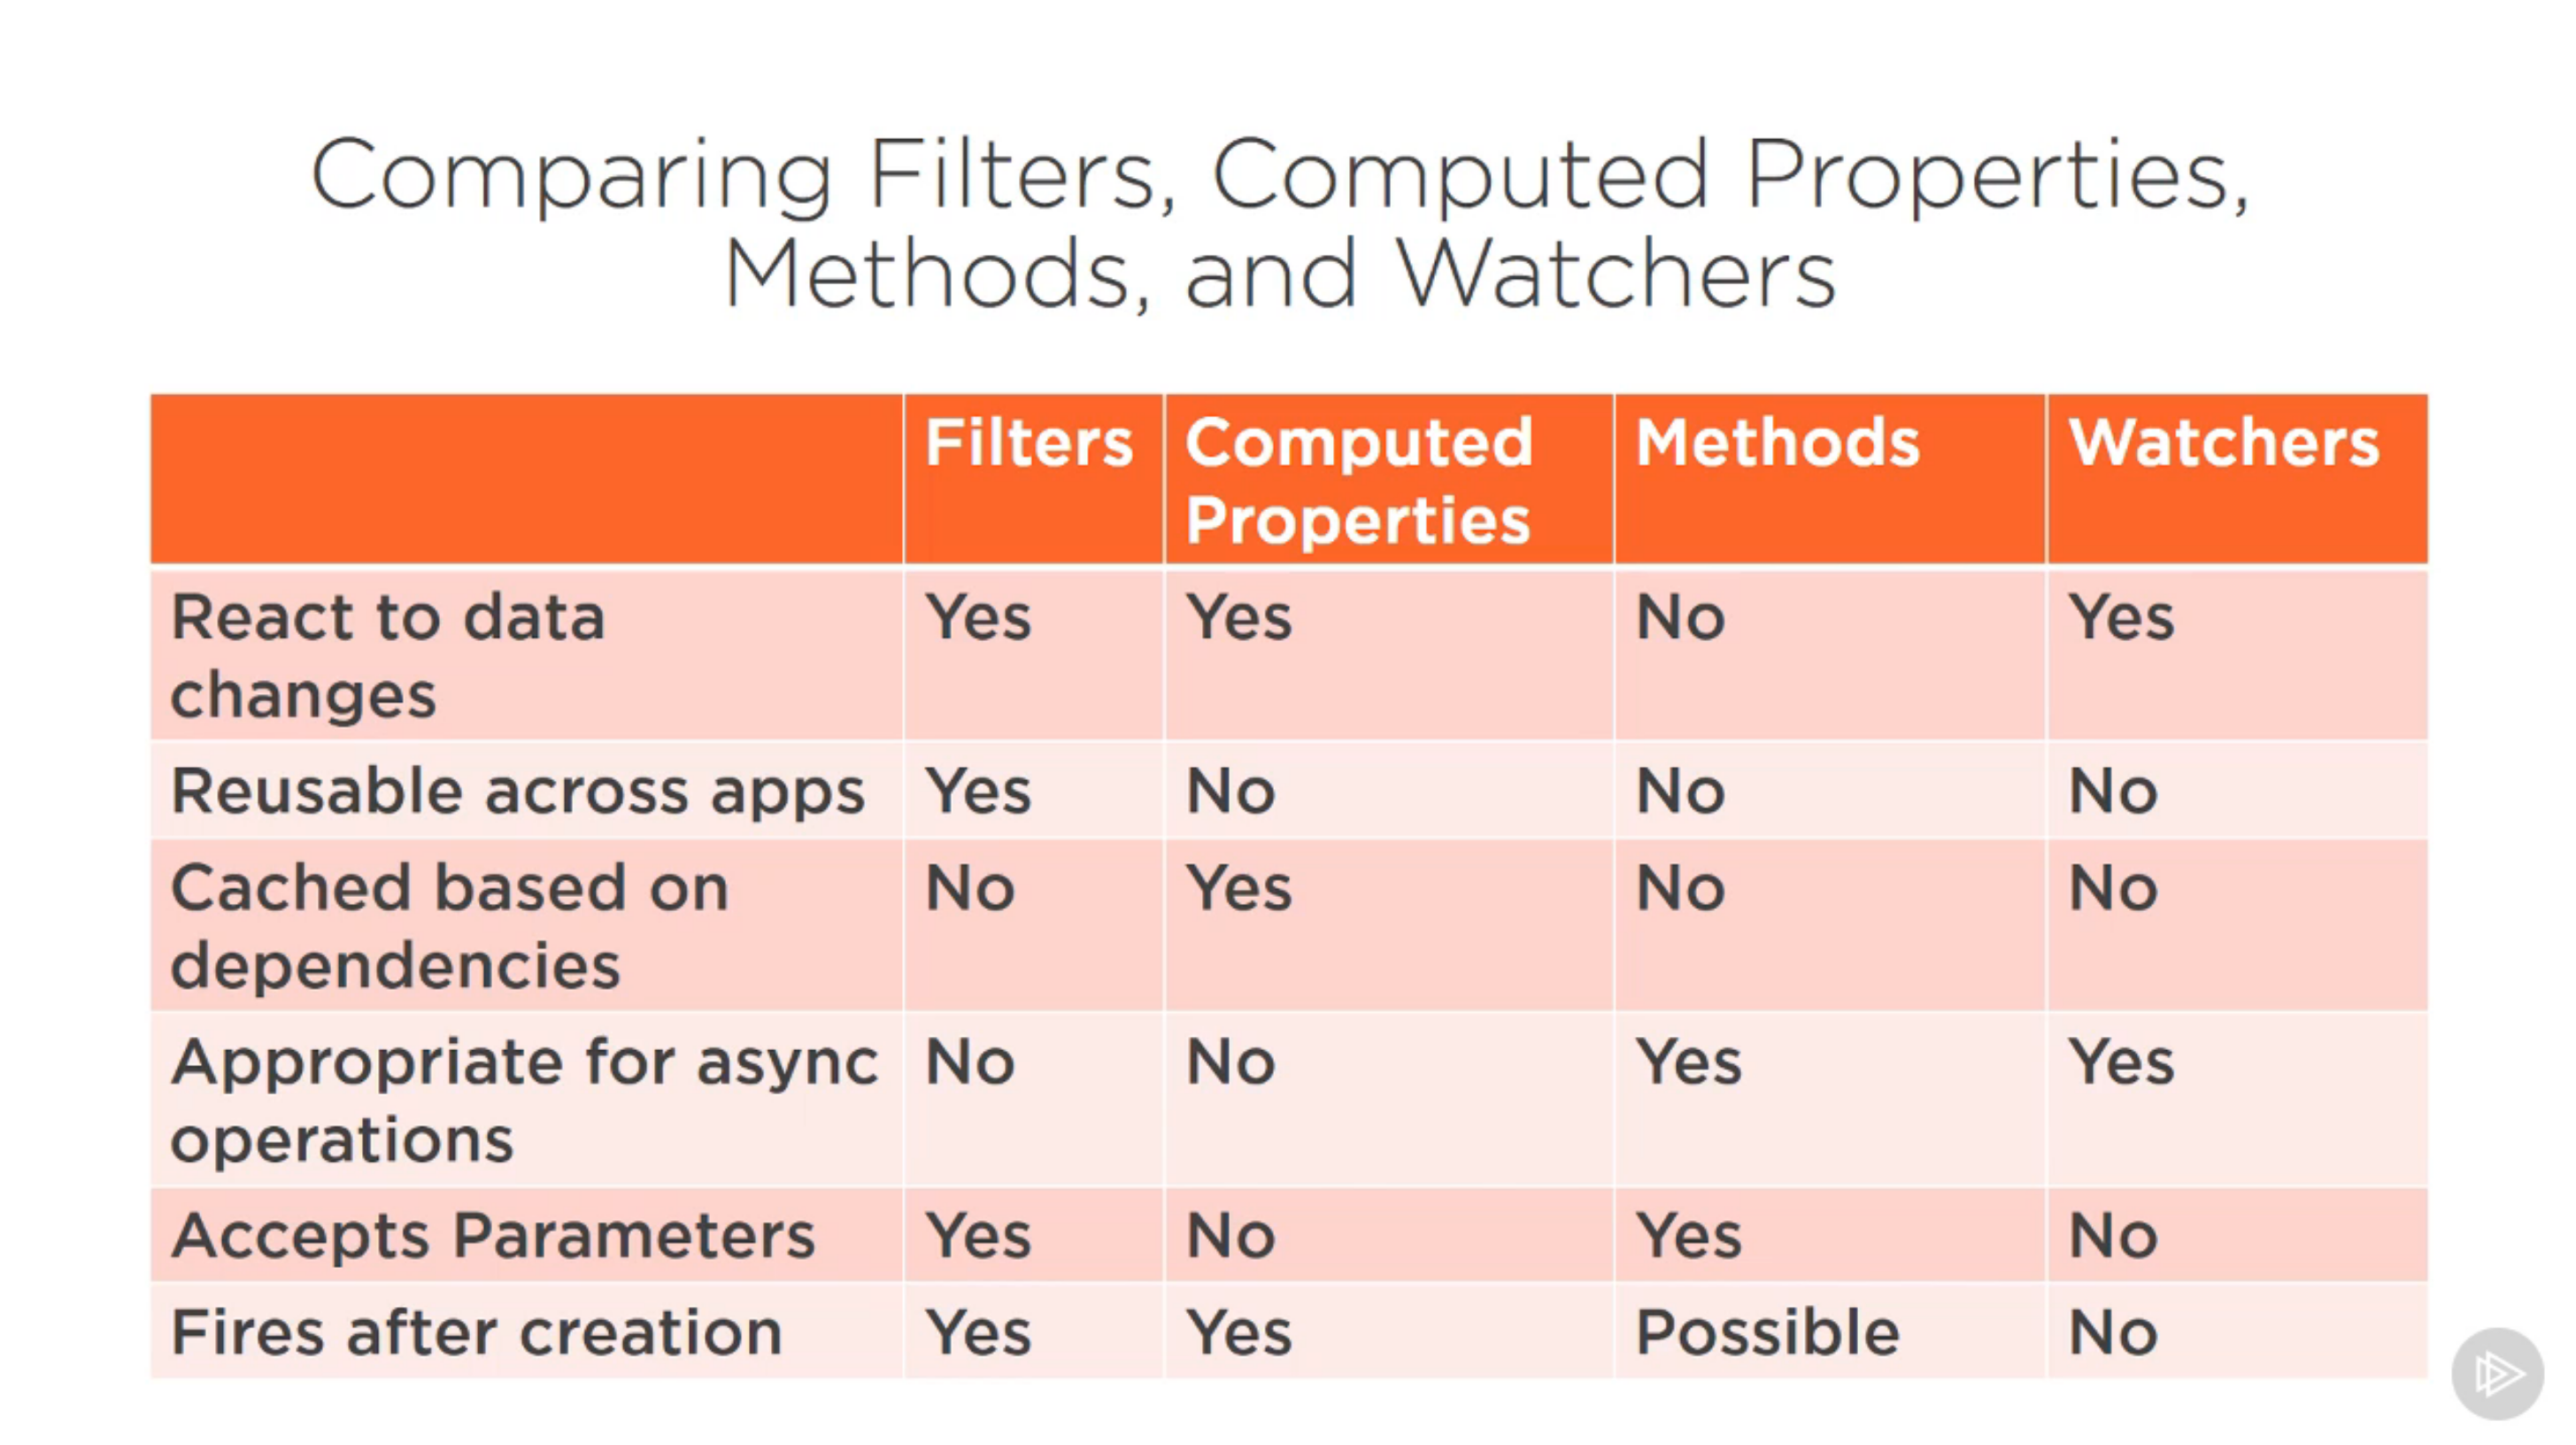 Comparing Filters, Computed Properties,
Methods, and Watchers
Filters Computed Properties Methods Watchers
React to data changes Yes Yes No Yes
Reusable across apps Yes No No No
Cached based on dependencies No Yes No No
Appropriate for async operations No No Yes Yes
Accepts Parameters Yes No Yes No
Fires after creation Yes Yes Possible No